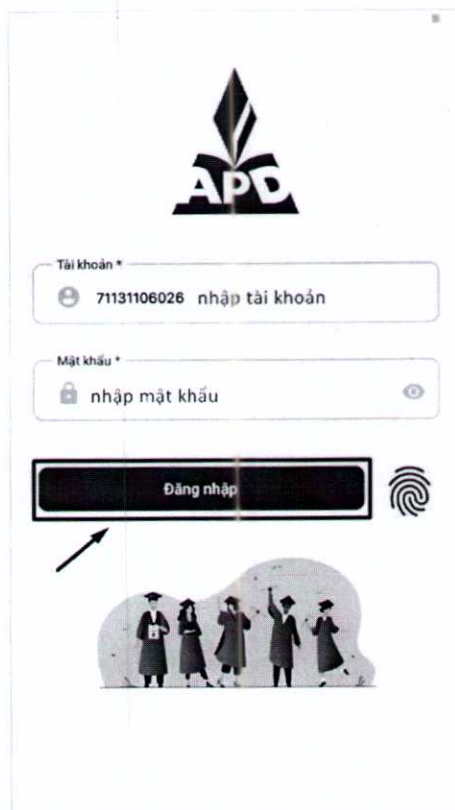 APD
Tài khoản *
71131106026 nhập tài khoản
Mật khẩu *
nhập mật khẩu
Đăng nhập